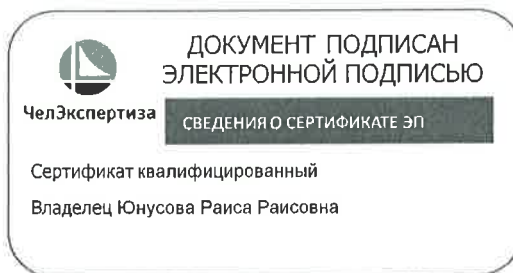 ДОКУМЕНТ ПОДПИСАН
ЭЛЕКТРОННОЙ ПОДПИСЬЮ
ЧелЭкспертиза
СВЕДЕНИЯ О СЕРТИФИКАТЕ ЭП
Сертификат квалифицированный
Владелец Юнусова Раиса Раисовна